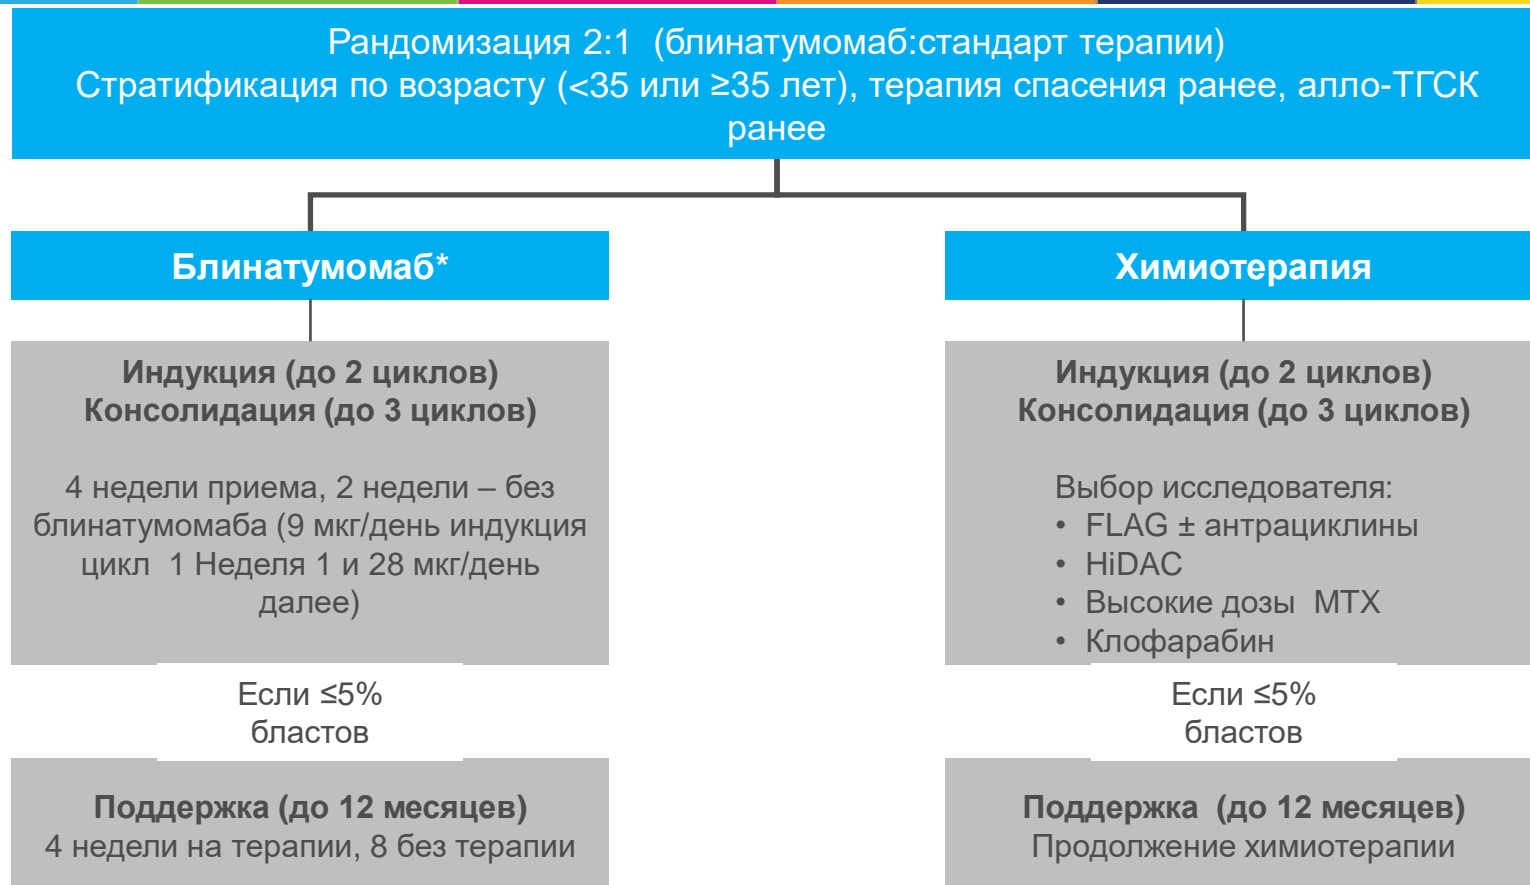 Рандомизация 2:1 (блинатумомаб:стандарт терапии)
Стратификация по возрасту (<35 или ≥35 лет), терапия спасения ранее, алло-ТГСК
ранее
Блинатумомаб*
Индукция (до 2 циклов)
Консолидация (до 3 циклов)
4 недели приема, 2 недели – без
блинатумомаба (9 мкг/день индукция
цикл 1 Неделя 1 и 28 мкг/день
далее)
Если ≤5%
бластов
Поддержка (до 12 месяцев)
4 недели на терапии, 8 без терапии
Химиотерапия
Индукция (до 2 циклов)
Консолидация (до 3 циклов)
Выбор исследователя:
• FLAG ± антрациклины
• HiDAC
• Высокие дозы MTX
• Клофарабин
Если ≤5%
бластов
Поддержка (до 12 месяцев)
Продолжение химиотерапии